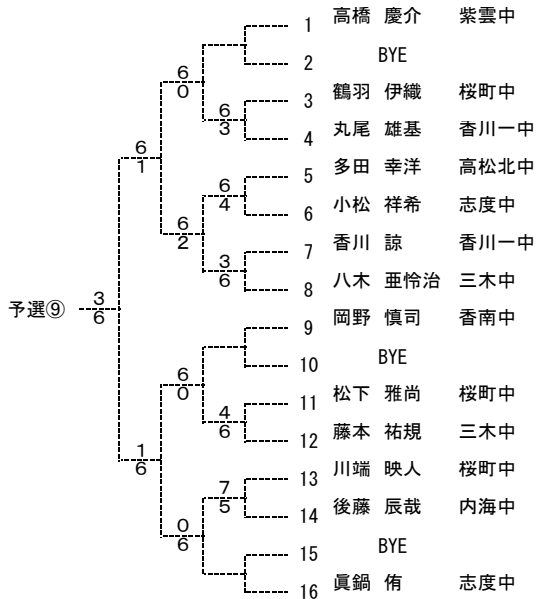 1 高橋 慶介 紫雲中
2 BYE
6
0
3 鶴羽 伊織 桜町中
6
3
4 丸尾 雄基 香川一中
6
1
5 多田 幸洋 高松北中
6
4
6 小松 祥希 志度中
6
2
7 香川 諒 香川一中
3
6
8 八木 亜怜治 三木中
予選⑨
3
6
9 岡野 慎司 香南中
10 BYE
6
0
11 松下 雅尚 桜町中
4
6
12 藤本 祐規 三木中
1
6
13 川端 映人 桜町中
7
5
14 後藤 辰哉 内海中
0
6
15 BYE
16 眞鍋 侑 志度中